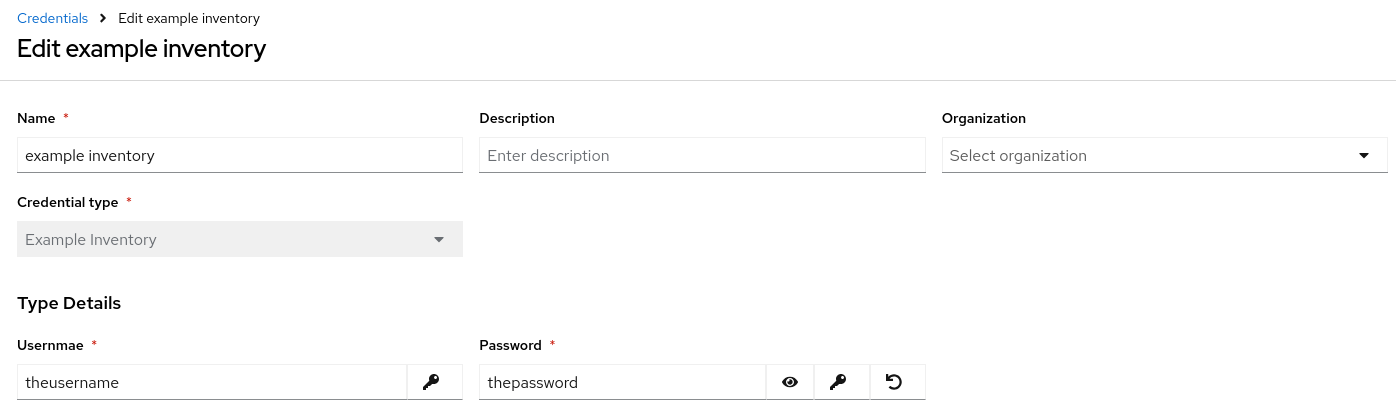 Credentials > Edit example inventory
Edit example inventory
Name * Description Organization
example inventory Enter description Select organization
Credential type *
Example Inventory
Type Details
Usernmae * Password *
theusername thepassword